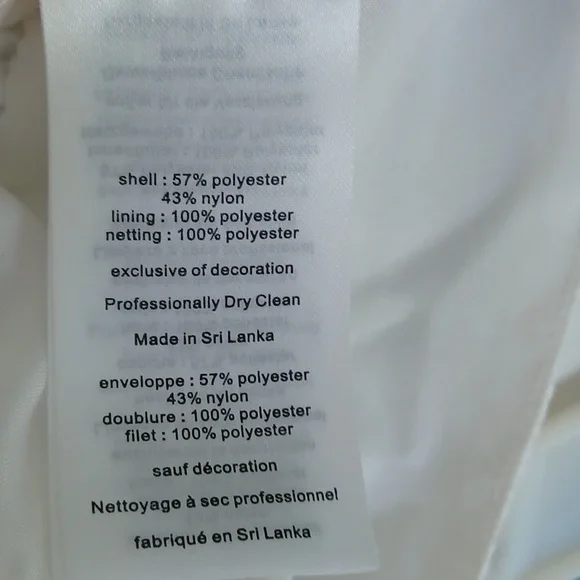 shell : 57% polyester
43% nylon
lining : 100% polyester
netting : 100% polyester
exclusive of decoration
Professionally Dry Clean
Made in Sri Lanka
enveloppe : 57% polyester
43% nylon
doublure : 100% polyester
filet : 100% polyester
sauf décoration
Nettoyage à sec professionnel
fabriqué en Sri Lanka